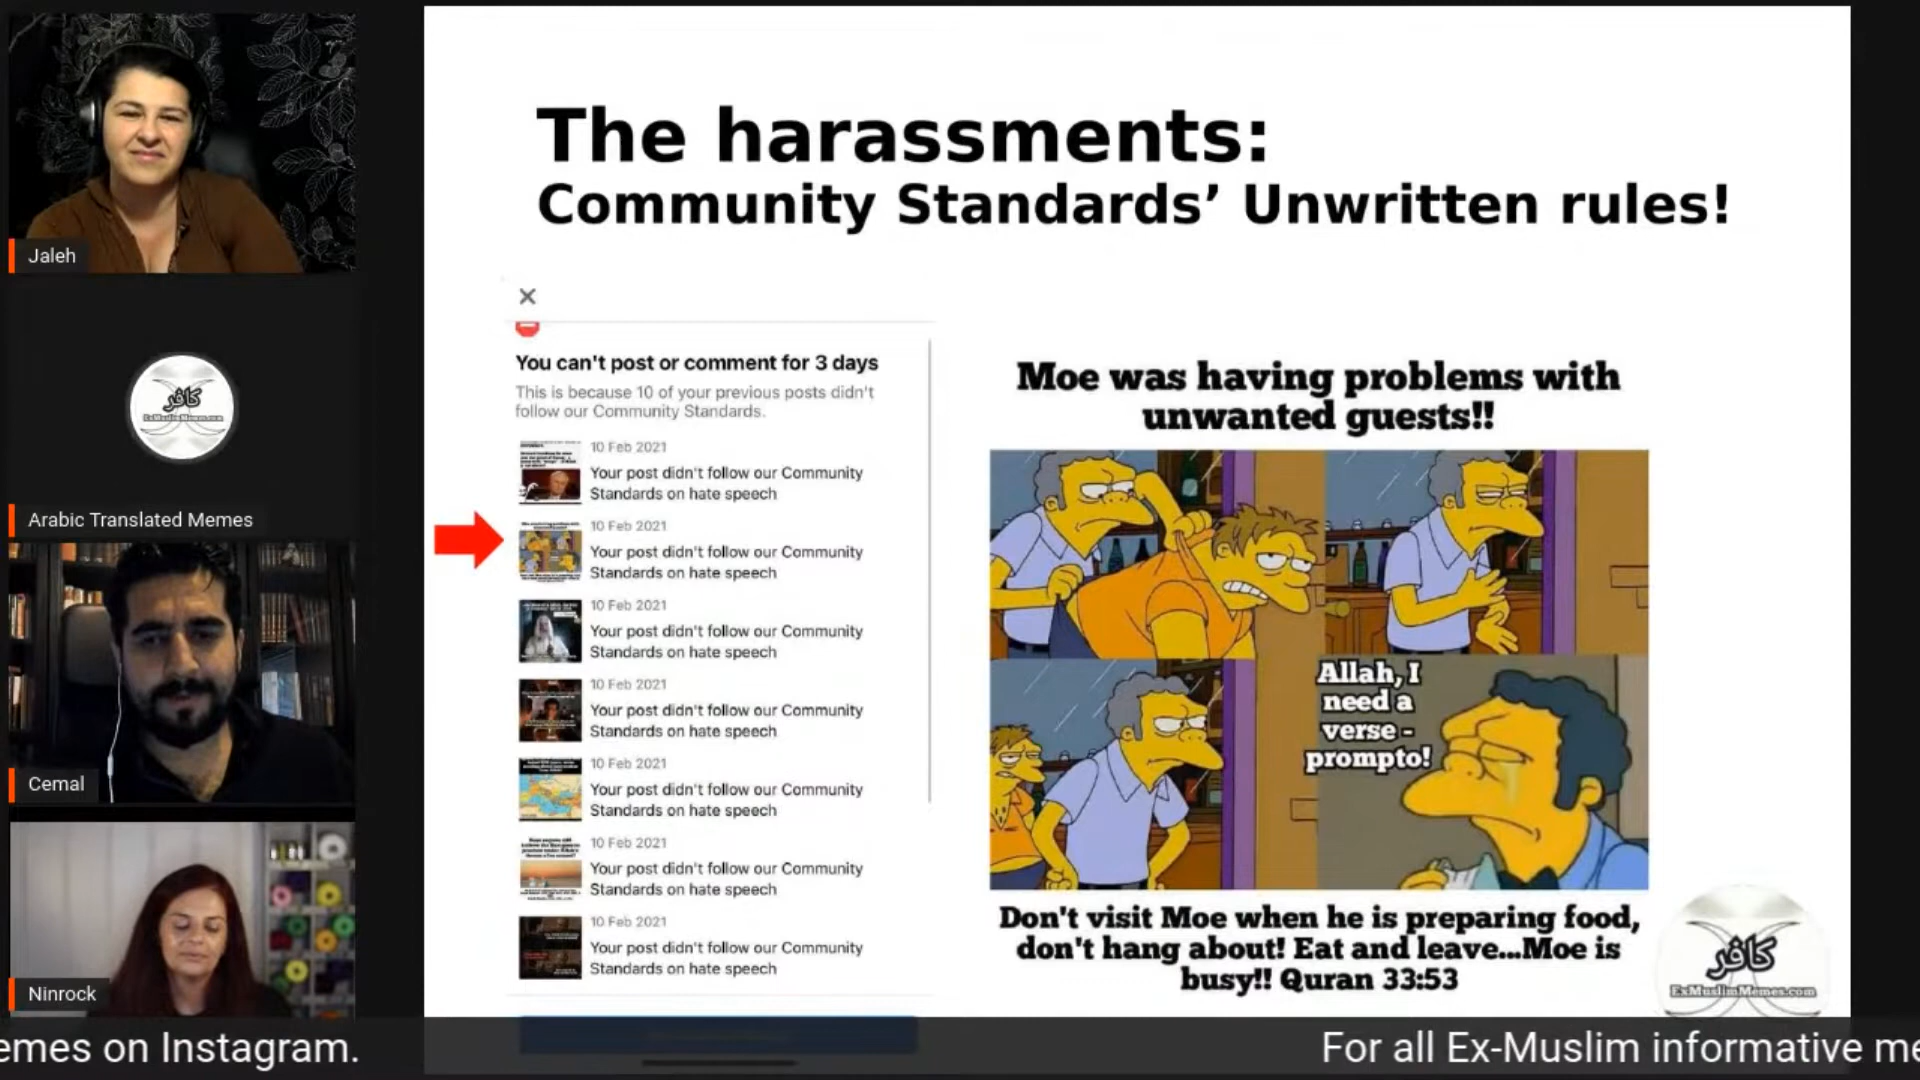 The harassments:
Community Standards’ Unwritten rules!
Jaleh
كافر
ExMuslimMemes.com
Arabic Translated Memes
Cemal
Ninrock
You can't post or comment for 3 days
This is because 10 of your previous posts didn't
follow our Community Standards.
10 Feb 2021
Your post didn't follow our Community
Standards on hate speech
10 Feb 2021
Your post didn't follow our Community
Standards on hate speech
10 Feb 2021
Your post didn't follow our Community
Standards on hate speech
10 Feb 2021
Your post didn't follow our Community
Standards on hate speech
10 Feb 2021
Your post didn't follow our Community
Standards on hate speech
10 Feb 2021
Your post didn't follow our Community
Standards on hate speech
10 Feb 2021
Your post didn't follow our Community
Standards on hate speech
Moe was having problems with
unwanted guests!!
Allah, I
need a
verse -
prompto!
Don't visit Moe when he is preparing food,
don't hang about! Eat and leave...Moe is
busy!! Quran 33:53
كافر
ExMuslimMemes.com
emes on Instagram.
For all Ex-Muslim informative me